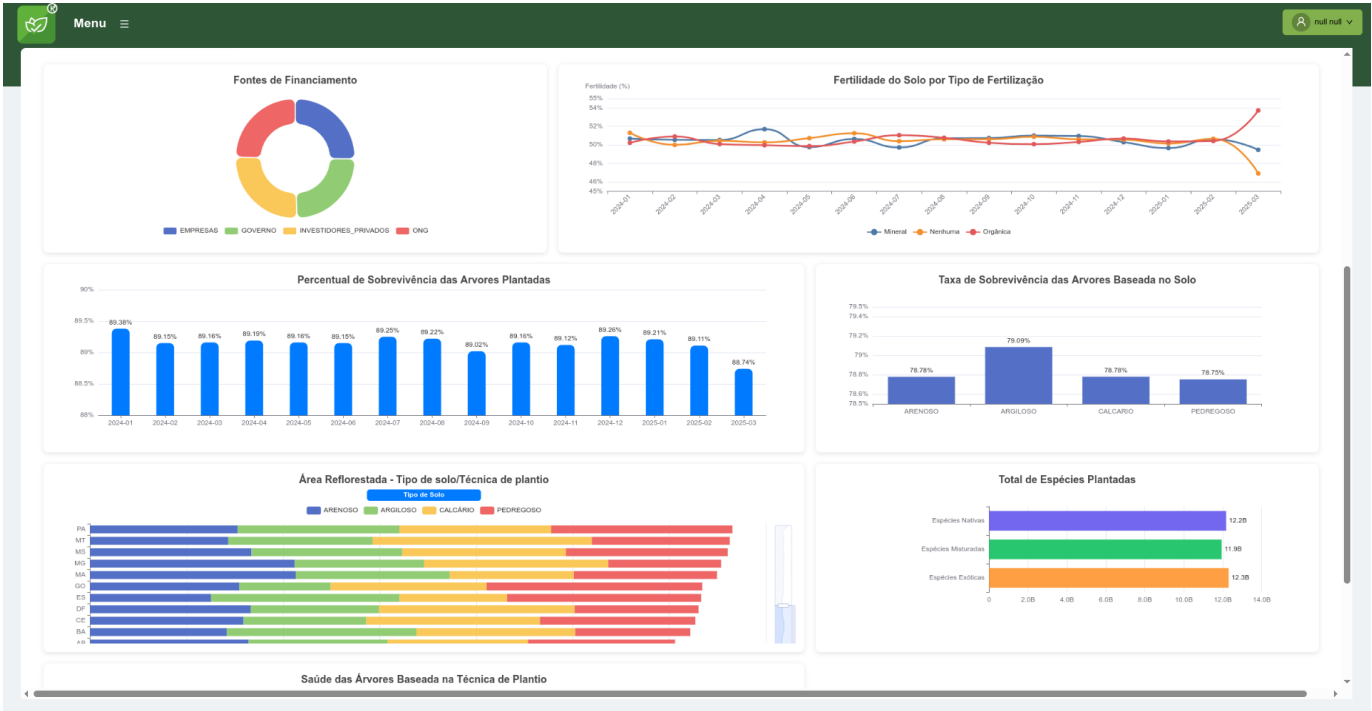 Menu
null null
Fontes de Financiamento
EMPRESAS GOVERNO INVESTIDORES_PRIVADOS ONG
Fertilidade do Solo por Tipo de Fertilização
Fertilidade (%)
55%
54%
52%
50%
48%
46%
45%
2024-01 2024-02 2024-03 2024-04 2024-05 2024-06 2024-07 2024-08 2024-09 2024-10 2024-11 2024-12 2025-01 2025-02 2025-03
Mineral Nenhuma Orgânica
Percentual de Sobrevivência das Arvores Plantadas
90%
89.5%
89%
88.5%
88%
89.38% 89.15% 89.16% 89.19% 89.16% 89.15% 89.25% 89.22% 89.02% 89.16% 89.12% 89.26% 89.21% 89.11% 88.74%
2024-01 2024-02 2024-03 2024-04 2024-05 2024-06 2024-07 2024-08 2024-09 2024-10 2024-11 2024-12 2025-01 2025-02 2025-03
Taxa de Sobrevivência das Arvores Baseada no Solo
79.5%
79.4%
79.2%
79%
78.8%
78.6%
78.5%
78.78% 79.09% 78.78% 78.75%
ARENOSO ARGILOSO CALCARIO PEDREGOSO
Área Reflorestada - Tipo de solo/Técnica de plantio
Tipo de Solo
ARENOSO ARGILOSO CALCÁRIO PEDREGOSO
PA
MT
MS
MG
MA
GO
ES
DF
CE
BA
Total de Espécies Plantadas
Espécies Nativas 12.2B
Espécies Misturadas 11.9B
Espécies Exóticas 12.3B
0 2.0B 4.0B 6.0B 8.0B 10.0B 12.0B 14.0B
Saúde das Árvores Baseada na Técnica de Plantio